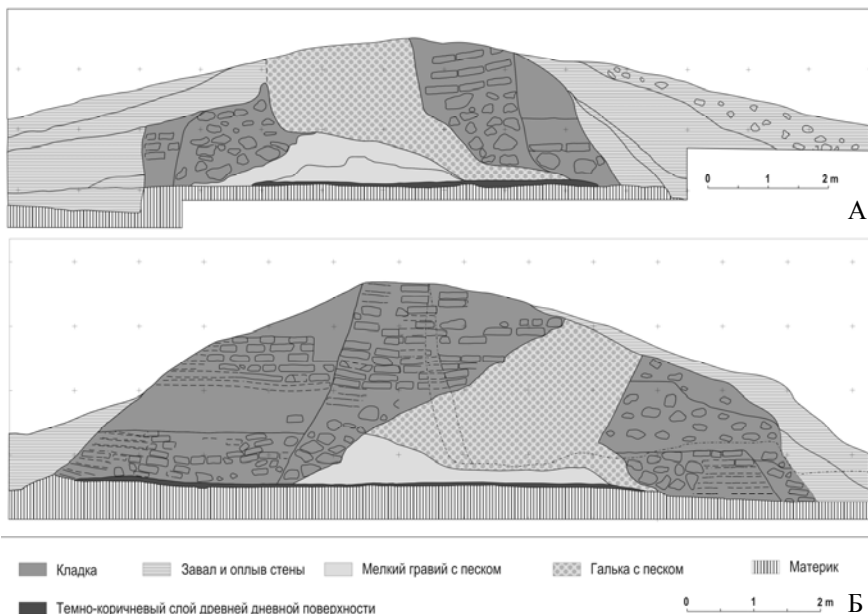 0 1 2 m
А
Кладка Завал и оплыв стены Мелкий гравий с песком Галька с песком Материк
Темно-коричневый слой древней дневной поверхности 0 1 2 m Б